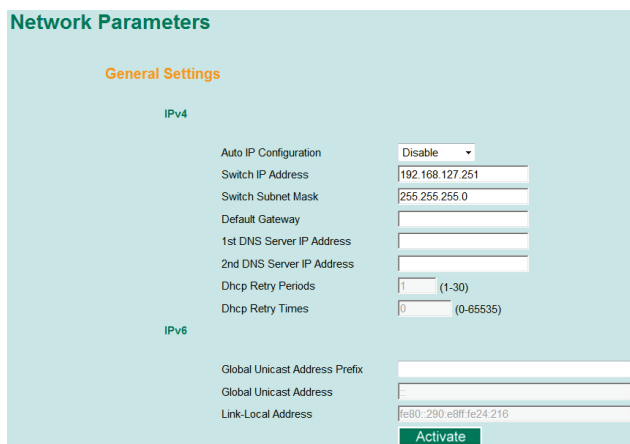 Network Parameters
General Settings
IPv4
Auto IP Configuration Disable
Switch IP Address 192.168.127.251
Switch Subnet Mask 255.255.255.0
Default Gateway
1st DNS Server IP Address
2nd DNS Server IP Address
Dhcp Retry Periods 1 (1-30)
Dhcp Retry Times 0 (0-65535)
IPv6
Global Unicast Address Prefix
Global Unicast Address ::
Link-Local Address fe80::290:e8ff:fe24:216
Activate